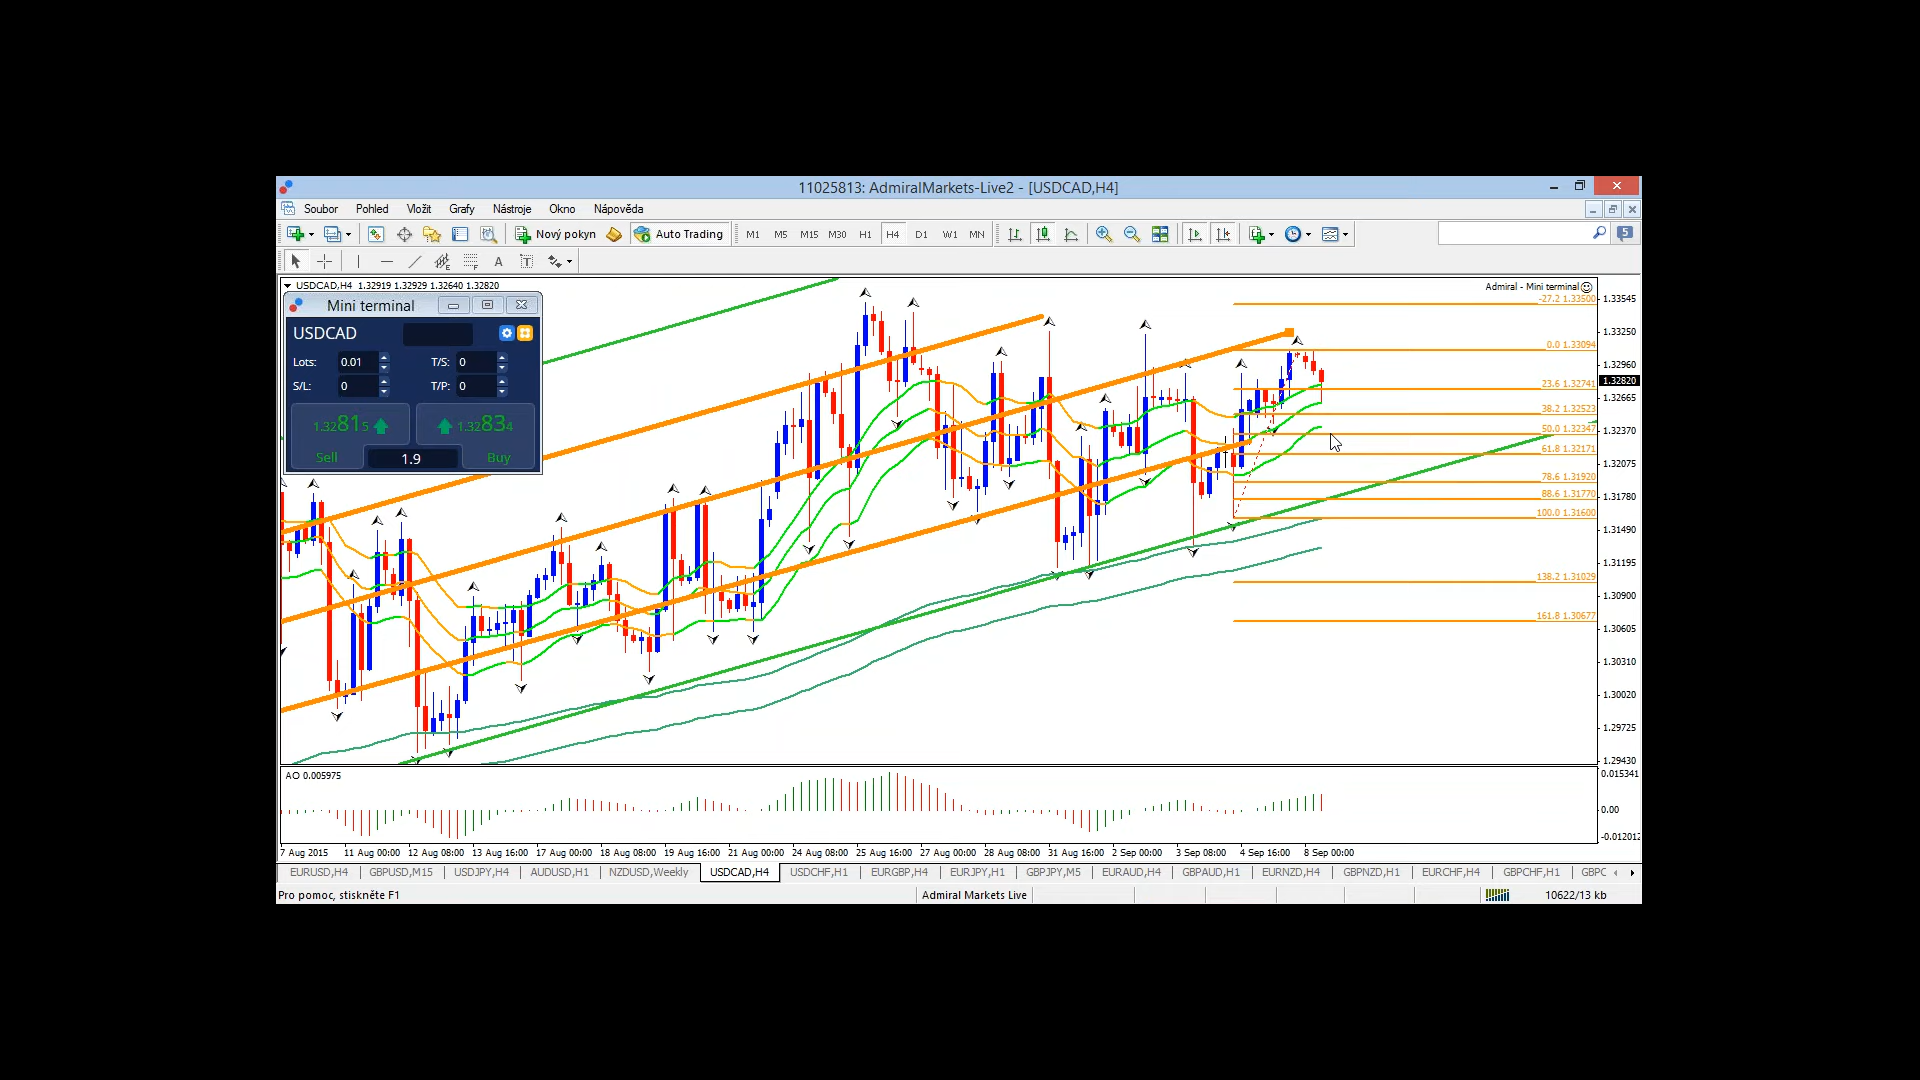 11025813: AdmiralMarkets-Live2 - [USDCAD,H4]
Soubor Pohled Vložit Grafy Nástroje Okno Nápověda
Nový pokyn Auto Trading M1 M5 M15 M30 H1 H4 D1 W1 MN 5
A T
USDCAD,H4 1.32919 1.32929 1.32640 1.32820
Admiral - Mini terminal
Mini terminal
USDCAD
Lots: 0.01 T/S: 0
S/L: 0 T/P: 0
1.32815 1.32834
Sell 1.9 Buy
-27.2 1.33500
0.0 1.33094
23.6 1.32741
38.2 1.32523
50.0 1.32347
61.8 1.32171
78.6 1.31920
88.6 1.31770
100.0 1.31600
138.2 1.31029
161.8 1.30677
1.33545
1.33250
1.32960
1.32820
1.32665
1.32370
1.32075
1.31780
1.31490
1.31195
1.30900
1.30605
1.30310
1.30020
1.29725
1.29430
AO 0.005975
0.015341
0.00
-0.012012
7 Aug 2015 11 Aug 00:00 12 Aug 08:00 13 Aug 16:00 17 Aug 00:00 18 Aug 08:00 19 Aug 16:00 21 Aug 00:00 24 Aug 08:00 25 Aug 16:00 27 Aug 00:00 28 Aug 08:00 31 Aug 16:00 2 Sep 00:00 3 Sep 08:00 4 Sep 16:00 8 Sep 00:00
EURUSD,H4 GBPUSD,M15 USDJPY,H4 AUDUSD,H1 NZDUSD,Weekly USDCAD,H4 USDCHF,H1 EURGBP,H4 EURJPY,H1 GBPJPY,M5 EURAUD,H4 GBPAUD,H1 EURNZD,H4 GBPNZD,H1 EURCHF,H4 GBPCHF,H1 GBPC
Pro pomoc, stiskněte F1 Admiral Markets Live 10622/13 kb